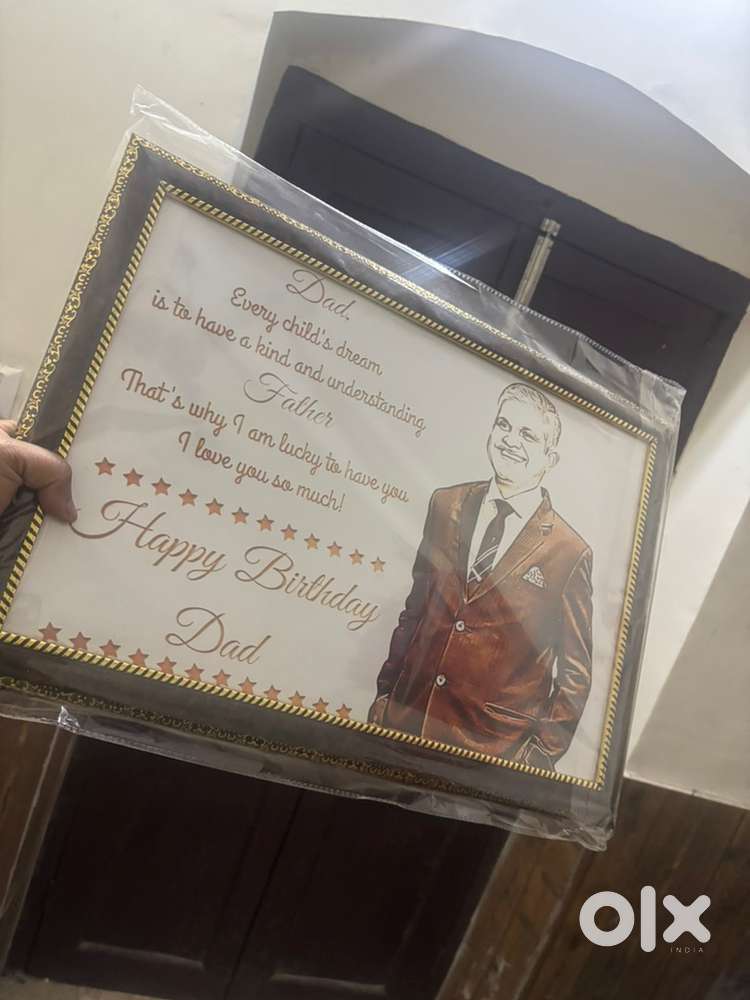 Dad,
Every child's dream
is to have a kind and understanding
Father
That's why I am lucky to have you
I love you so much!
Happy Birthday
Dad
olx
INDIA